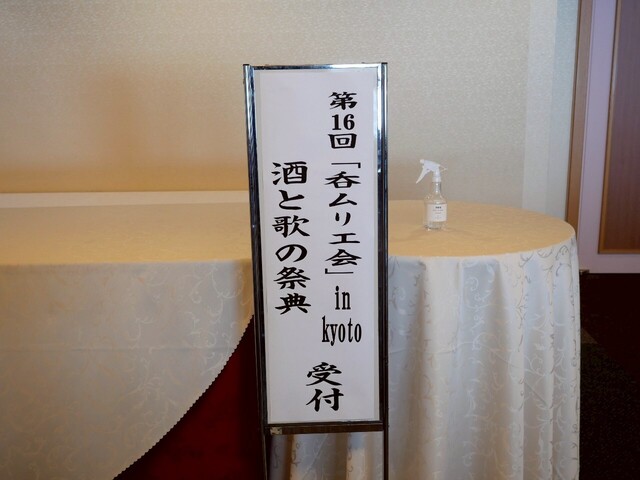 第16回「呑ムリエ会」in kyoto
酒と歌の祭典
受付